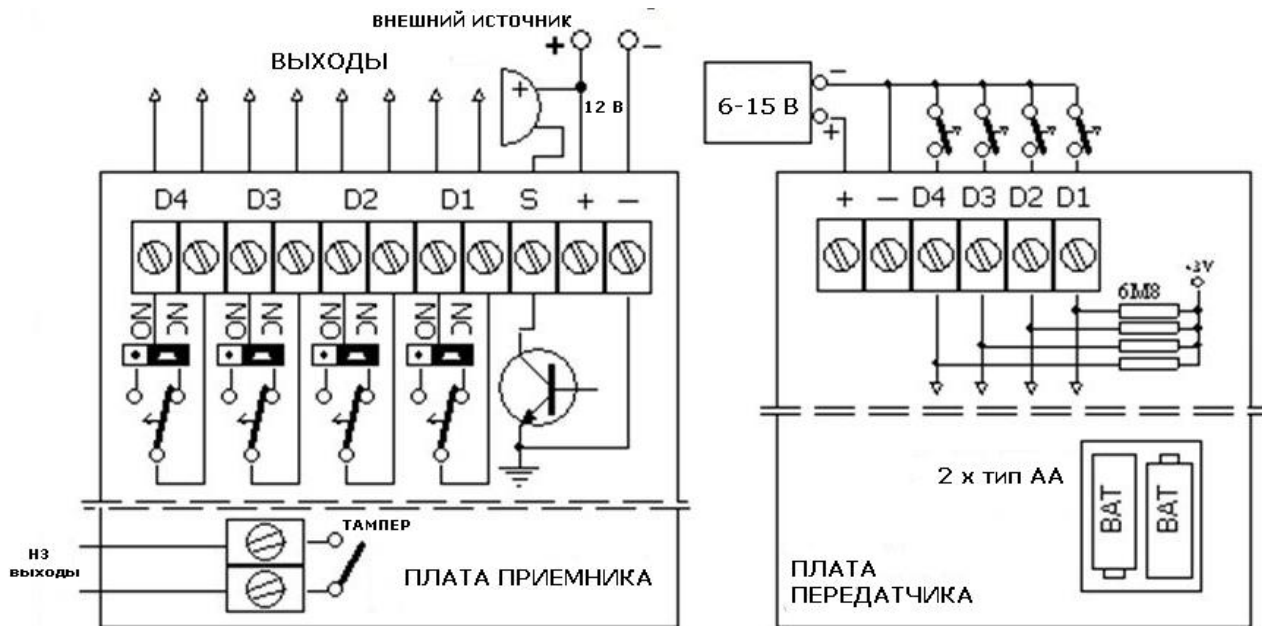 ВНЕШНИЙ ИСТОЧНИК
+ −
ВЫХОДЫ
+
12 В
D4 D3 D2 D1 S + −
NO NC NO NC NO NC NO NC
ТАМПЕР
НЗ
выходы
ПЛАТА ПРИЕМНИКА
6-15 В
−
+
+ − D4 D3 D2 D1
+3V
6M8
2 х тип АА
BAT BAT
ПЛАТА
ПЕРЕДАТЧИКА